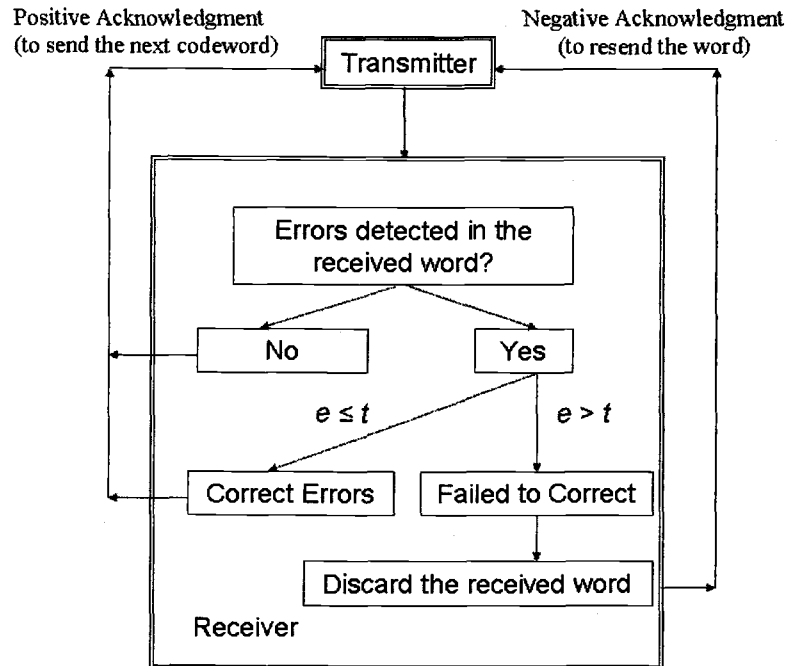 Positive Acknowledgment
(to send the next codeword)
Negative Acknowledgment
(to resend the word)
Transmitter
Errors detected in the
received word?
No
Yes
e ≤ t
e > t
Correct Errors
Failed to Correct
Discard the received word
Receiver